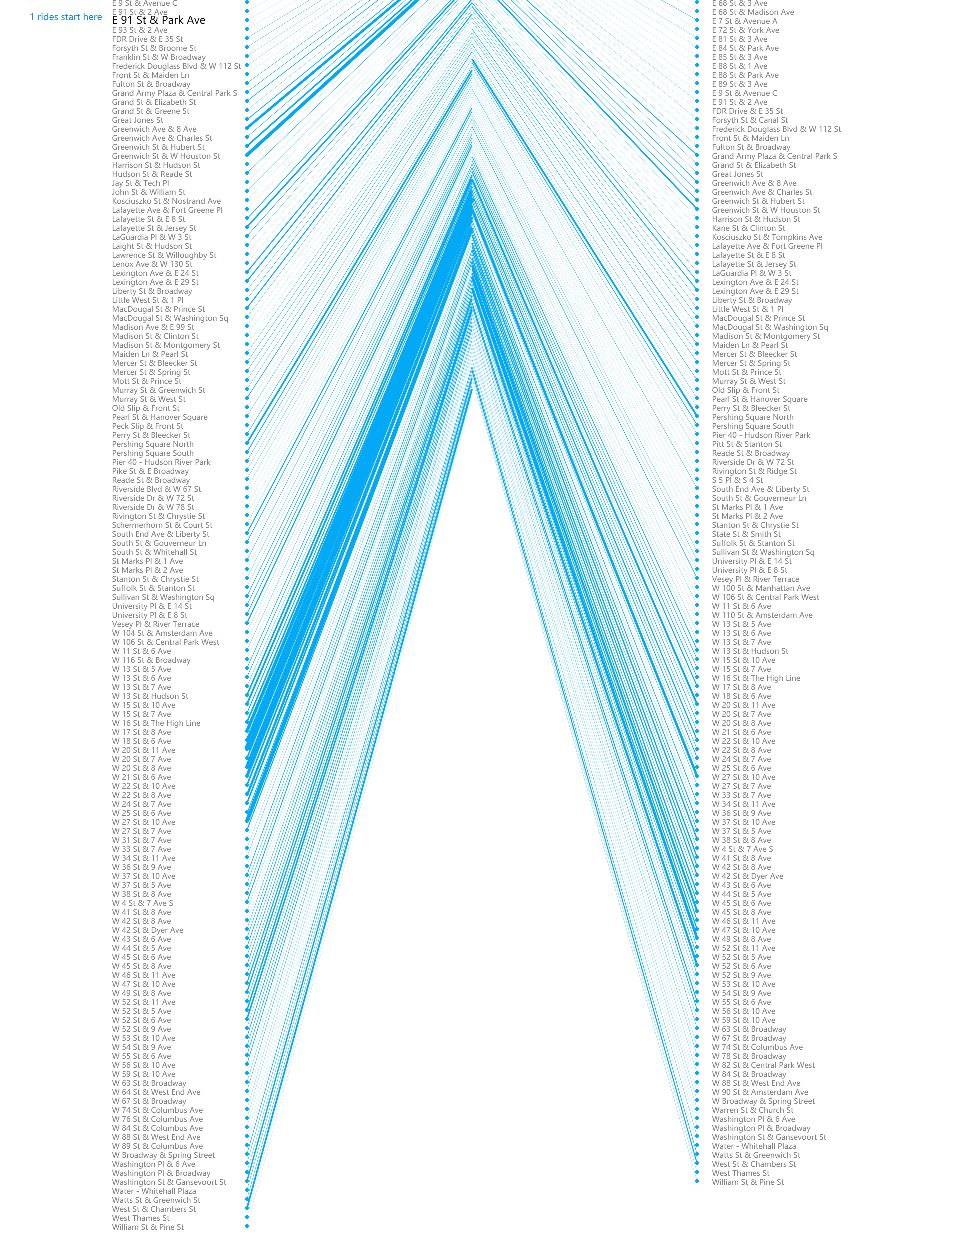 E 9 St & Avenue C
E 91 St & 2 Ave
1 rides start here
E 91 St & Park Ave
E 93 St & 2 Ave
FDR Drive & E 35 St
Forsyth St & Broome St
Franklin St & W Broadway
Frederick Douglass Blvd & W 112 St
Front St & Maiden Ln
Fulton St & Broadway
Grand Army Plaza & Central Park S
Grand St & Elizabeth St
Grand St & Greene St
Great Jones St
Greenwich Ave & 8 Ave
Greenwich Ave & Charles St
Greenwich St & Hubert St
Greenwich St & W Houston St
Harrison St & Hudson St
Hudson St & Reade St
Jay St & Tech Pl
John St & William St
Kosciuszko St & Nostrand Ave
Lafayette Ave & Fort Greene Pl
Lafayette St & E 8 St
Lafayette St & Jersey St
LaGuardia Pl & W 3 St
Laight St & Hudson St
Lawrence St & Willoughby St
Lenox Ave & W 130 St
Lexington Ave & E 24 St
Lexington Ave & E 29 St
Liberty St & Broadway
Little West St & 1 Pl
MacDougal St & Prince St
MacDougal St & Washington Sq
Madison Ave & E 99 St
Madison St & Clinton St
Madison St & Montgomery St
Maiden Ln & Pearl St
Mercer St & Bleecker St
Mercer St & Spring St
Mott St & Prince St
Murray St & Greenwich St
Murray St & West St
Old Slip & Front St
Pearl St & Hanover Square
Peck Slip & Front St
Perry St & Bleecker St
Pershing Square North
Pershing Square South
Pier 40 - Hudson River Park
Pike St & E Broadway
Reade St & Broadway
Riverside Blvd & W 67 St
Riverside Dr & W 72 St
Riverside Dr & W 78 St
Rivington St & Chrystie St
Schermerhorn St & Court St
South End Ave & Liberty St
South St & Gouverneur Ln
South St & Whitehall St
St Marks Pl & 1 Ave
St Marks Pl & 2 Ave
Stanton St & Chrystie St
Suffolk St & Stanton St
Sullivan St & Washington Sq
University Pl & E 14 St
University Pl & E 8 St
Vesey Pl & River Terrace
W 104 St & Amsterdam Ave
W 106 St & Central Park West
W 11 St & 6 Ave
W 116 St & Broadway
W 13 St & 5 Ave
W 13 St & 6 Ave
W 13 St & 7 Ave
W 13 St & Hudson St
W 15 St & 10 Ave
W 15 St & 7 Ave
W 16 St & The High Line
W 17 St & 8 Ave
W 18 St & 6 Ave
W 20 St & 11 Ave
W 20 St & 7 Ave
W 20 St & 8 Ave
W 21 St & 6 Ave
W 22 St & 10 Ave
W 22 St & 8 Ave
W 24 St & 7 Ave
W 25 St & 6 Ave
W 27 St & 10 Ave
W 27 St & 7 Ave
W 31 St & 7 Ave
W 33 St & 7 Ave
W 34 St & 11 Ave
W 36 St & 9 Ave
W 37 St & 10 Ave
W 37 St & 5 Ave
W 38 St & 8 Ave
W 4 St & 7 Ave S
W 41 St & 8 Ave
W 42 St & 8 Ave
W 42 St & Dyer Ave
W 43 St & 6 Ave
W 44 St & 5 Ave
W 45 St & 6 Ave
W 45 St & 8 Ave
W 46 St & 11 Ave
W 47 St & 10 Ave
W 49 St & 8 Ave
W 52 St & 11 Ave
W 52 St & 5 Ave
W 52 St & 6 Ave
W 52 St & 9 Ave
W 53 St & 10 Ave
W 54 St & 9 Ave
W 55 St & 6 Ave
W 56 St & 10 Ave
W 59 St & 10 Ave
W 63 St & Broadway
W 64 St & West End Ave
W 67 St & Broadway
W 74 St & Columbus Ave
W 76 St & Columbus Ave
W 84 St & Columbus Ave
W 88 St & West End Ave
W 89 St & Columbus Ave
W Broadway & Spring Street
Washington Pl & 6 Ave
Washington Pl & Broadway
Washington St & Gansevoort St
Water - Whitehall Plaza
Watts St & Greenwich St
West St & Chambers St
West Thames St
William St & Pine St
E 68 St & 3 Ave
E 68 St & Madison Ave
E 7 St & Avenue A
E 72 St & York Ave
E 81 St & 3 Ave
E 84 St & Park Ave
E 85 St & 3 Ave
E 88 St & 1 Ave
E 88 St & Park Ave
E 89 St & 3 Ave
E 9 St & Avenue C
E 91 St & 2 Ave
FDR Drive & E 35 St
Forsyth St & Canal St
Frederick Douglass Blvd & W 112 St
Front St & Maiden Ln
Fulton St & Broadway
Grand Army Plaza & Central Park S
Grand St & Elizabeth St
Great Jones St
Greenwich Ave & 8 Ave
Greenwich Ave & Charles St
Greenwich St & Hubert St
Greenwich St & W Houston St
Harrison St & Hudson St
Kane St & Clinton St
Kosciuszko St & Tompkins Ave
Lafayette Ave & Fort Greene Pl
Lafayette St & E 8 St
Lafayette St & Jersey St
LaGuardia Pl & W 3 St
Lexington Ave & E 24 St
Lexington Ave & E 29 St
Liberty St & Broadway
Little West St & 1 Pl
MacDougal St & Prince St
MacDougal St & Washington Sq
Madison St & Montgomery St
Maiden Ln & Pearl St
Mercer St & Bleecker St
Mercer St & Spring St
Mott St & Prince St
Murray St & West St
Old Slip & Front St
Pearl St & Hanover Square
Perry St & Bleecker St
Pershing Square North
Pershing Square South
Pier 40 - Hudson River Park
Pitt St & Stanton St
Reade St & Broadway
Riverside Dr & W 72 St
Rivington St & Ridge St
S 5 Pl & S 4 St
South End Ave & Liberty St
South St & Gouverneur Ln
St Marks Pl & 1 Ave
St Marks Pl & 2 Ave
Stanton St & Chrystie St
State St & Smith St
Suffolk St & Stanton St
Sullivan St & Washington Sq
University Pl & E 14 St
University Pl & E 8 St
Vesey Pl & River Terrace
W 100 St & Manhattan Ave
W 106 St & Central Park West
W 11 St & 6 Ave
W 110 St & Amsterdam Ave
W 13 St & 5 Ave
W 13 St & 6 Ave
W 13 St & 7 Ave
W 13 St & Hudson St
W 15 St & 10 Ave
W 15 St & 7 Ave
W 16 St & The High Line
W 17 St & 8 Ave
W 18 St & 6 Ave
W 20 St & 11 Ave
W 20 St & 7 Ave
W 20 St & 8 Ave
W 21 St & 6 Ave
W 22 St & 10 Ave
W 22 St & 8 Ave
W 24 St & 7 Ave
W 25 St & 6 Ave
W 27 St & 10 Ave
W 27 St & 7 Ave
W 33 St & 7 Ave
W 34 St & 11 Ave
W 36 St & 9 Ave
W 37 St & 10 Ave
W 37 St & 5 Ave
W 38 St & 8 Ave
W 4 St & 7 Ave S
W 41 St & 8 Ave
W 42 St & 8 Ave
W 42 St & Dyer Ave
W 43 St & 6 Ave
W 44 St & 5 Ave
W 45 St & 6 Ave
W 45 St & 8 Ave
W 46 St & 11 Ave
W 47 St & 10 Ave
W 49 St & 8 Ave
W 52 St & 11 Ave
W 52 St & 5 Ave
W 52 St & 6 Ave
W 52 St & 9 Ave
W 53 St & 10 Ave
W 54 St & 9 Ave
W 55 St & 6 Ave
W 56 St & 10 Ave
W 59 St & 10 Ave
W 63 St & Broadway
W 67 St & Broadway
W 74 St & Columbus Ave
W 78 St & Broadway
W 82 St & Central Park West
W 84 St & Broadway
W 88 St & West End Ave
W 90 St & Amsterdam Ave
W Broadway & Spring Street
Warren St & Church St
Washington Pl & 6 Ave
Washington Pl & Broadway
Washington St & Gansevoort St
Water - Whitehall Plaza
Watts St & Greenwich St
West St & Chambers St
West Thames St
William St & Pine St